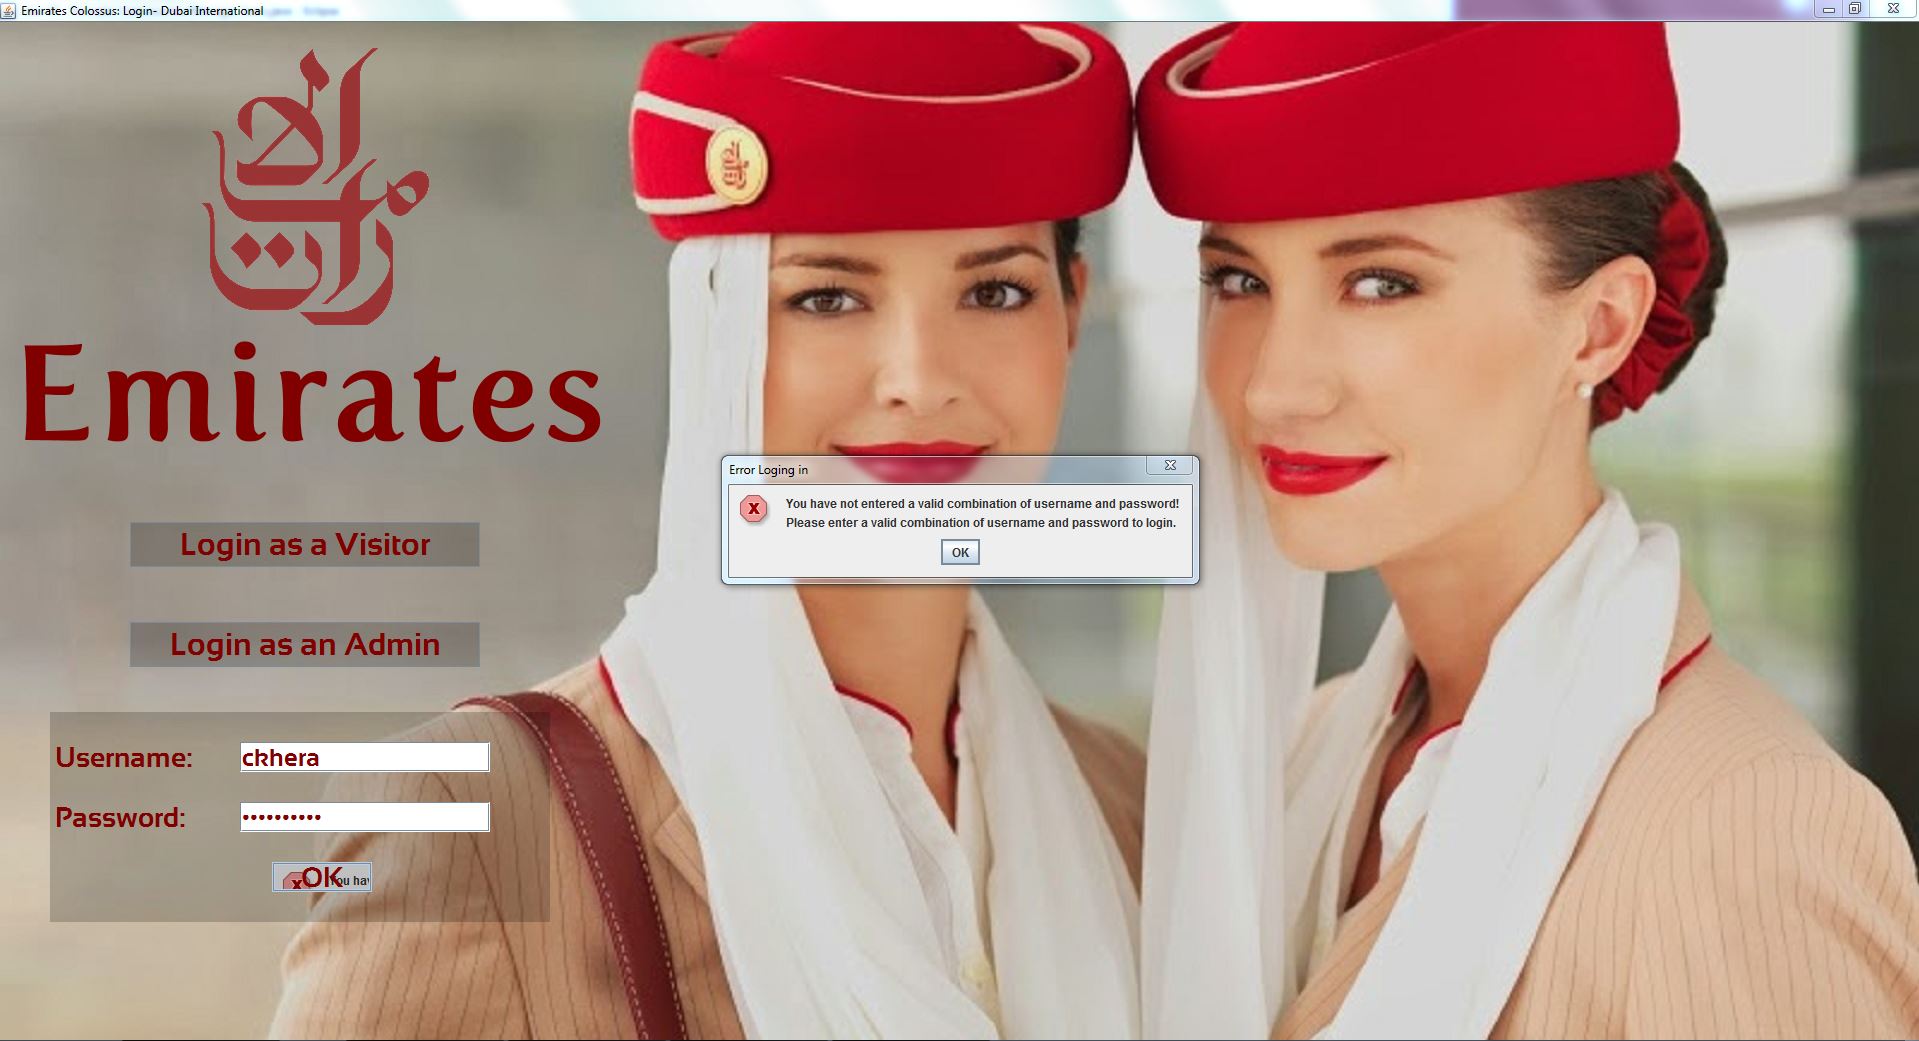 Emirates Colossus: Login- Dubai International
امارات
Emirates
Login as a Visitor
Login as an Admin
Username: ckhera
Password: ••••••••••
OK
Error Loging in
You have not entered a valid combination of username and password!
Please enter a valid combination of username and password to login.
OK